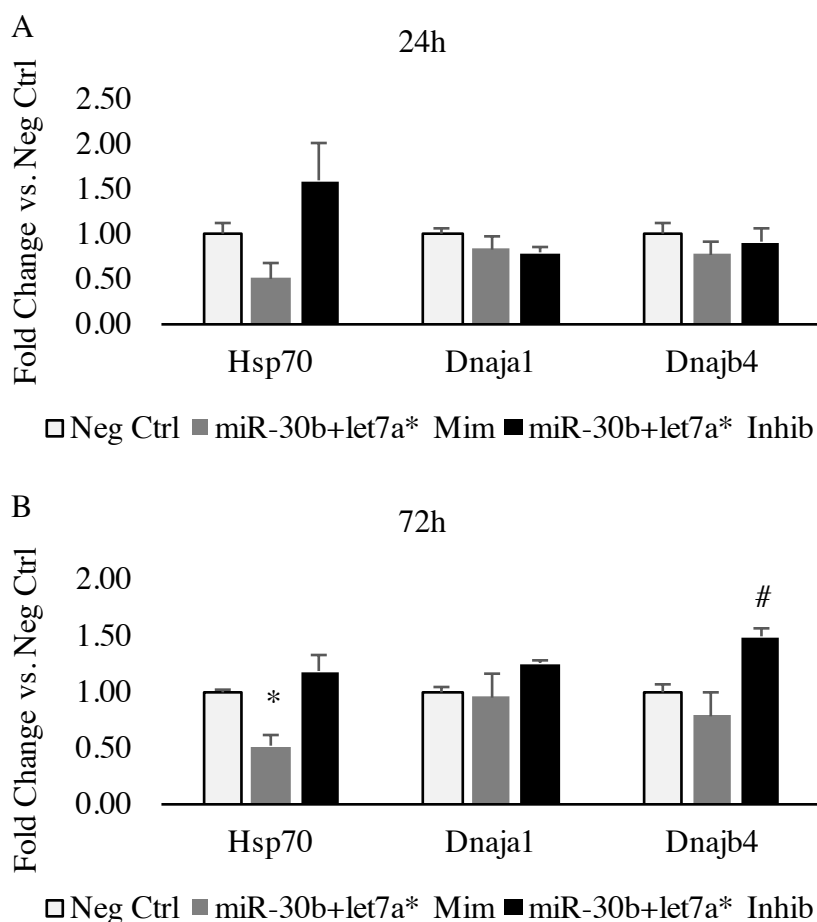 A
24h
Fold Change vs. Neg Ctrl
2.50
2.00
1.50
1.00
0.50
0.00
Hsp70 Dnaja1 Dnajb4
Neg Ctrl miR-30b+let7a* Mim miR-30b+let7a* Inhib
B
72h
Fold Change vs. Neg Ctrl
2.00
1.50
1.00
0.50
0.00
#
*
Hsp70 Dnaja1 Dnajb4
Neg Ctrl miR-30b+let7a* Mim miR-30b+let7a* Inhib